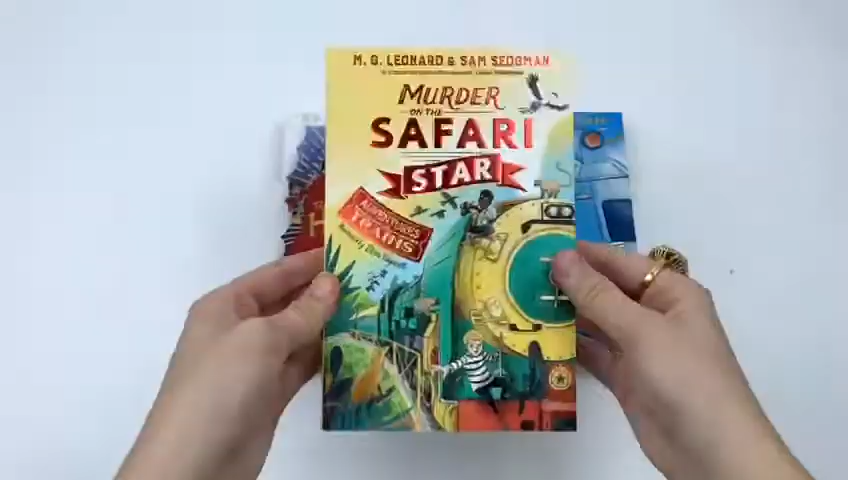 M. G. LEONARD & SAM SEDGMAN
MURDER
ON THE
SAFARI
STAR
ADVENTURES
ON
TRAINS